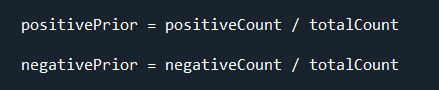 positivePrior = positiveCount / totalCount
negativePrior = negativeCount / totalCount